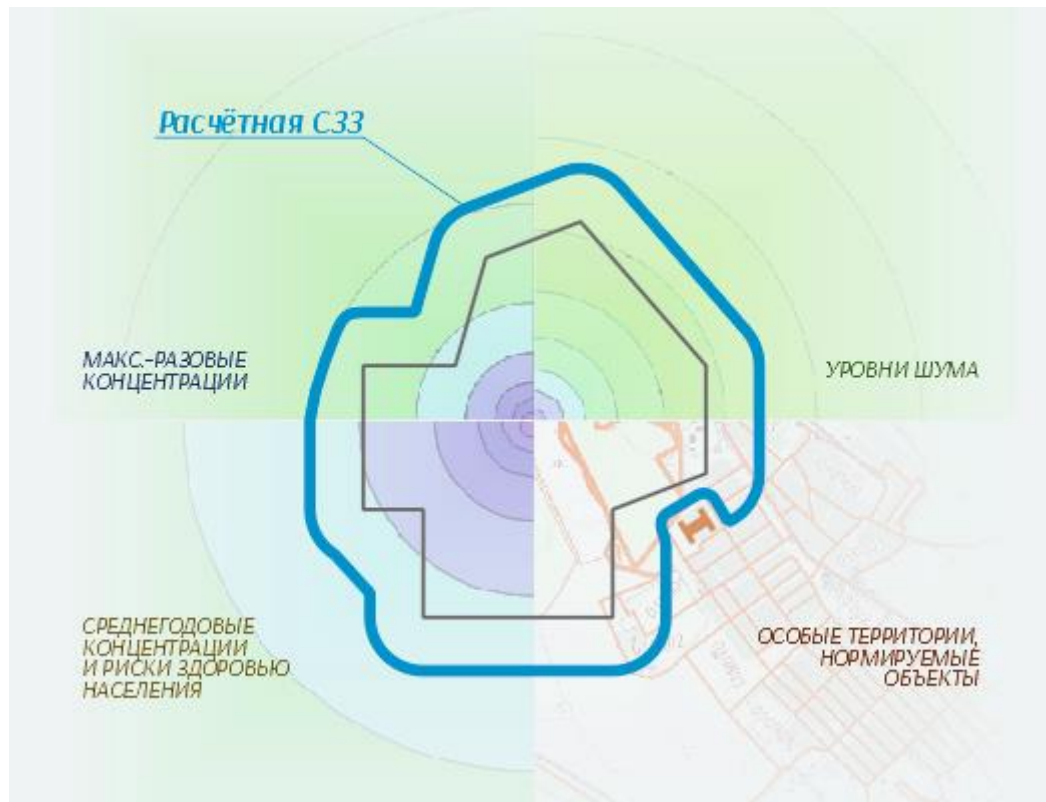 Расчётная СЗЗ
МАКС.-РАЗОВЫЕ
КОНЦЕНТРАЦИИ
УРОВНИ ШУМА
СРЕДНЕГОДОВЫЕ
КОНЦЕНТРАЦИИ
И РИСКИ ЗДОРОВЬЮ
НАСЕЛЕНИЯ
ОСОБЫЕ ТЕРРИТОРИИ,
НОРМИРУЕМЫЕ
ОБЪЕКТЫ